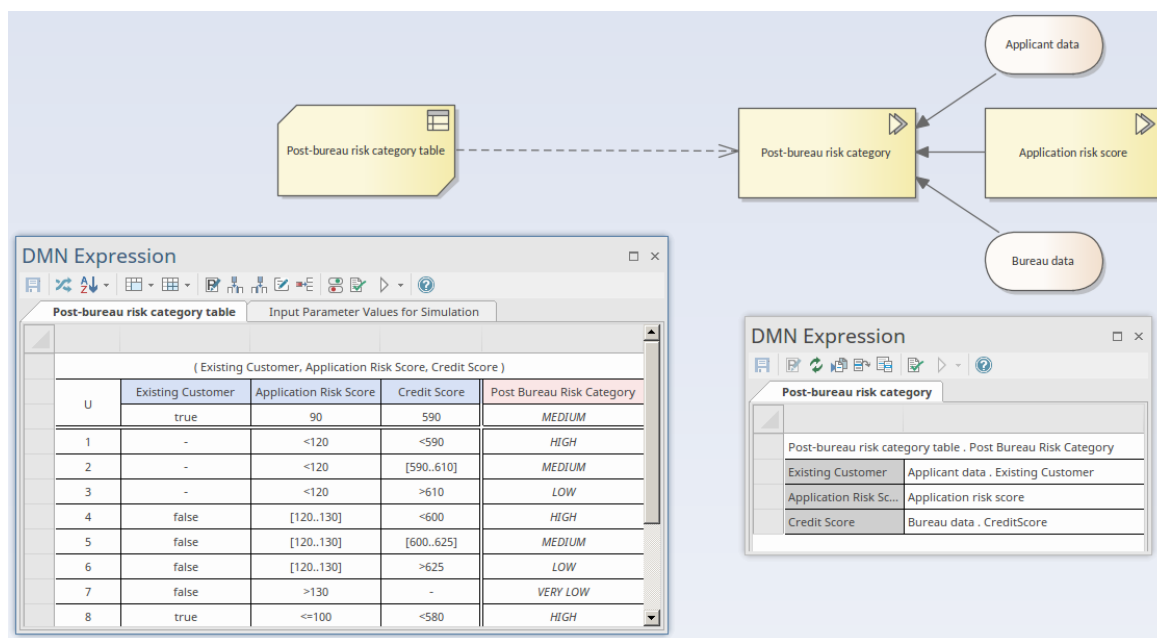 Applicant data
Post-bureau risk category table
Post-bureau risk category
Application risk score
Bureau data
DMN Expression
Post-bureau risk category table Input Parameter Values for Simulation
( Existing Customer, Application Risk Score, Credit Score )
U Existing Customer Application Risk Score Credit Score Post Bureau Risk Category
true 90 590 MEDIUM
1 - <120 <590 HIGH
2 - <120 [590..610] MEDIUM
3 - <120 >610 LOW
4 false [120..130] <600 HIGH
5 false [120..130] [600..625] MEDIUM
6 false [120..130] >625 LOW
7 false >130 - VERY LOW
8 true <=100 <580 HIGH
DMN Expression
Post-bureau risk category
Post-bureau risk category table . Post Bureau Risk Category
Existing Customer Applicant data . Existing Customer
Application Risk Sc... Application risk score
Credit Score Bureau data . CreditScore